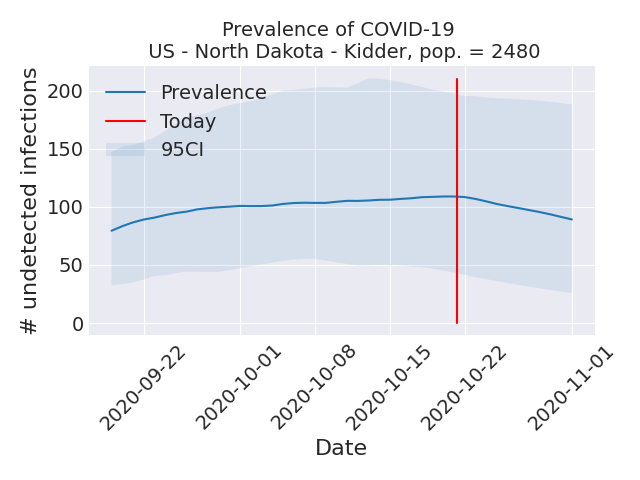 Prevalence of COVID-19
US - North Dakota - Kidder, pop. = 2480
# undetected infections
200
150
100
50
0
Prevalence
Today
95CI
2020-09-22
2020-10-01
2020-10-08
2020-10-15
2020-10-22
2020-11-01
Date